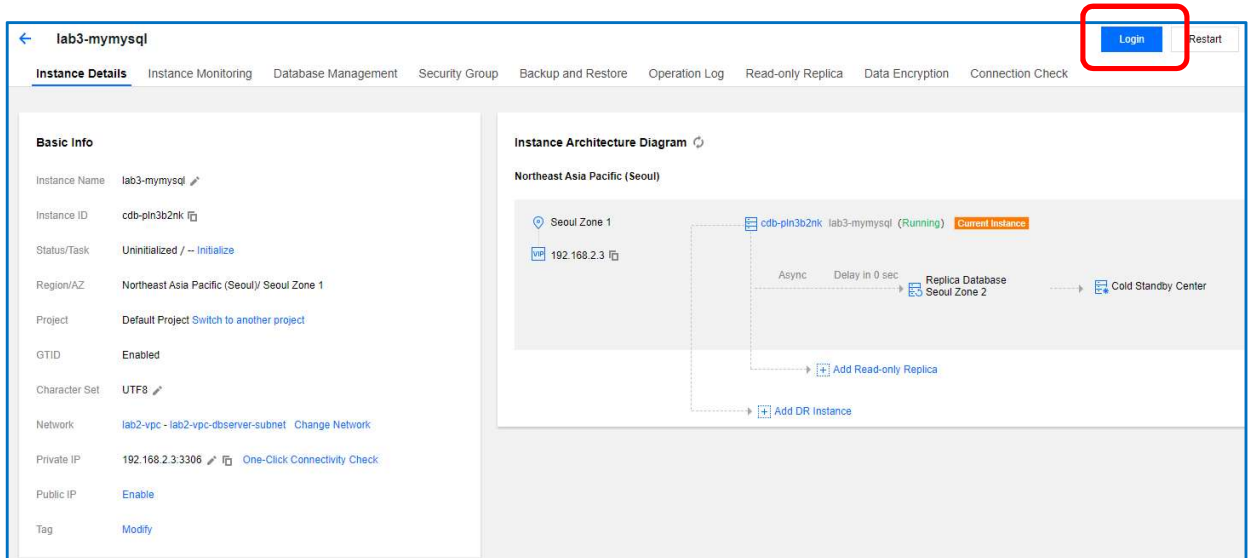 lab3-mymysql
Login
Restart
Instance Details Instance Monitoring Database Management Security Group Backup and Restore Operation Log Read-only Replica Data Encryption Connection Check
Basic Info
Instance Name lab3-mymysql
Instance ID cdb-pln3b2nk
Status/Task Uninitialized / -- Initialize
Region/AZ Northeast Asia Pacific (Seoul)/ Seoul Zone 1
Project Default Project Switch to another project
GTID Enabled
Character Set UTF8
Network lab2-vpc - lab2-vpc-dbserver-subnet Change Network
Private IP 192.168.2.3:3306 One-Click Connectivity Check
Public IP Enable
Tag Modify
Instance Architecture Diagram
Northeast Asia Pacific (Seoul)
Seoul Zone 1
VIP 192.168.2.3
cdb-pln3b2nk lab3-mymysql (Running) Current Instance
Async Delay in 0 sec
Replica Database
Seoul Zone 2
Cold Standby Center
Add Read-only Replica
Add DR Instance